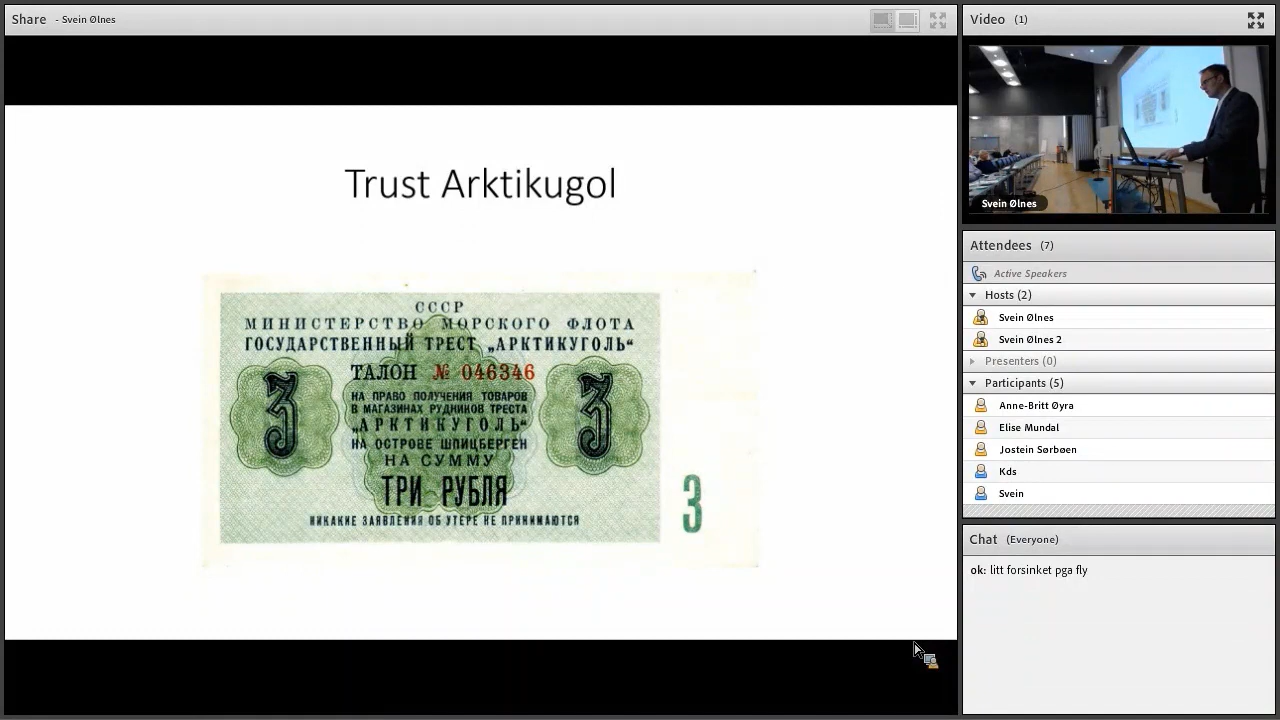 Share - Svein Ølnes
Trust Arktikugol
СССР
МИНИСТЕРСТВО МОРСКОГО ФЛОТА
ГОСУДАРСТВЕННЫЙ ТРЕСТ „АРКТИКУГОЛЬ“
ТАЛОН № 046346
НА ПРАВО ПОЛУЧЕНИЯ ТОВАРОВ
В МАГАЗИНАХ РУДНИКОВ ТРЕСТА
„АРКТИКУГОЛЬ“
НА ОСТРОВЕ ШПИЦБЕРГЕН
НА СУММУ
3 3
ТРИ РУБЛЯ
НИКАКИЕ ЗАЯВЛЕНИЯ ОБ УТЕРЕ НЕ ПРИНИМАЮТСЯ
3
Video (1)
Svein Ølnes
Attendees (7)
Active Speakers
Hosts (2)
Svein Ølnes
Svein Ølnes 2
Presenters (0)
Participants (5)
Anne-Britt Øyra
Elise Mundal
Jostein Sørbøen
Kds
Svein
Chat (Everyone)
ok: litt forsinket pga fly